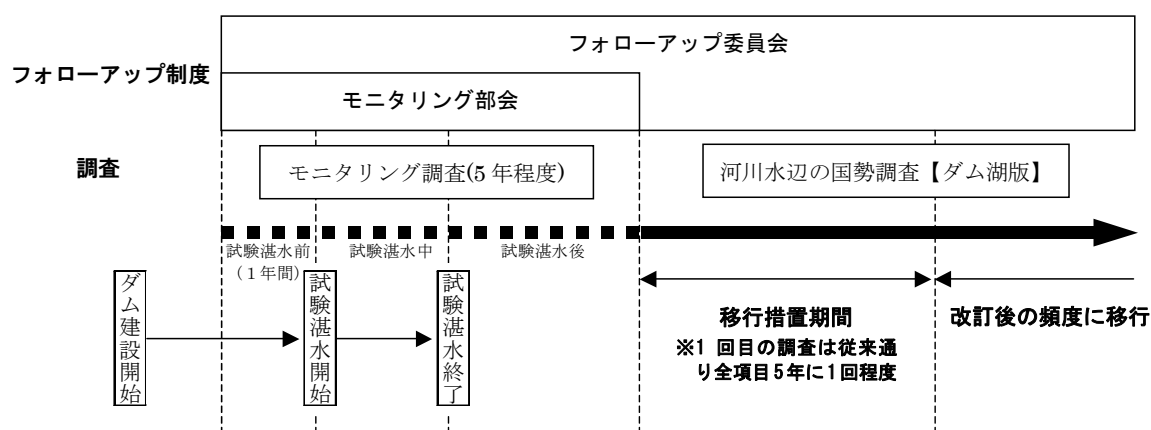 フォローアップ委員会
フォローアップ制度
モニタリング部会
調査
モニタリング調査(5年程度)
河川水辺の国勢調査【ダム湖版】
試験湛水前
（1年間）
試験湛水中
試験湛水後
ダム建設開始
試験湛水開始
試験湛水終了
移行措置期間
※1 回目の調査は従来通
り全項目5年に1回程度
改訂後の頻度に移行